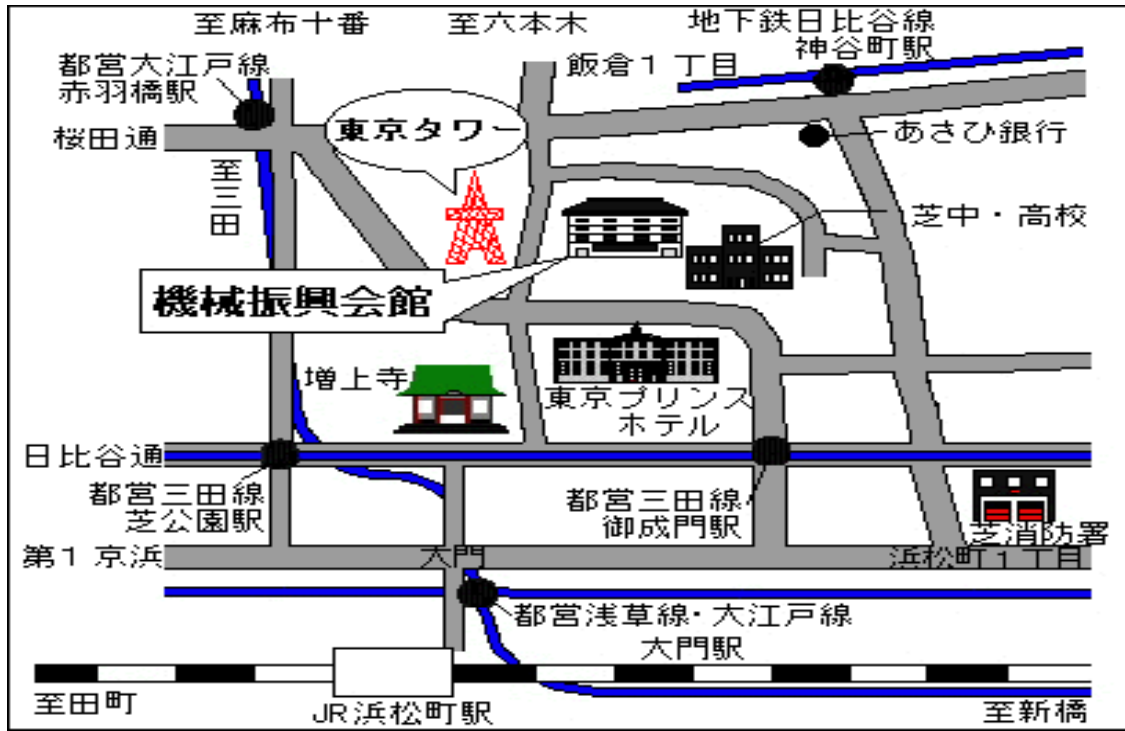 至麻布十番
至六本木
地下鉄日比谷線
神谷町駅
都営大江戸線
赤羽橋駅
飯倉1丁目
東京タワー
桜田通
あさひ銀行
至三田
芝中・高校
機械振興会館
増上寺
東京プリンス
ホテル
日比谷通
都営三田線
芝公園駅
都営三田線
御成門駅
芝消防署
第1京浜
大門
浜松町1丁目
都営浅草線・大江戸線
大門駅
至田町
JR浜松町駅
至新橋